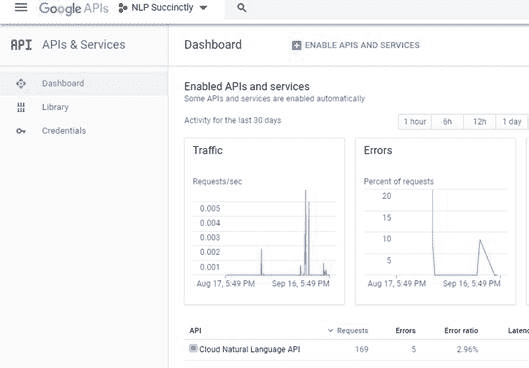 Google APIs NLP Succinctly
API APIs & Services Dashboard ENABLE APIS AND SERVICES
Dashboard
Library
Credentials
Enabled APIs and services
Some APIs and services are enabled automatically
Activity for the last 30 days 1 hour 6h 12h 1 day
Traffic
Requests/sec
0.005
0.004
0.003
0.002
0.001
Aug 17, 5:49 PM Sep 16, 5:49 PM
Errors
Percent of requests
20
15
10
5
Aug 17, 5:49 PM Sep 16, 5:49 PM
API Requests Errors Error ratio
Cloud Natural Language API 169 5 2.96%